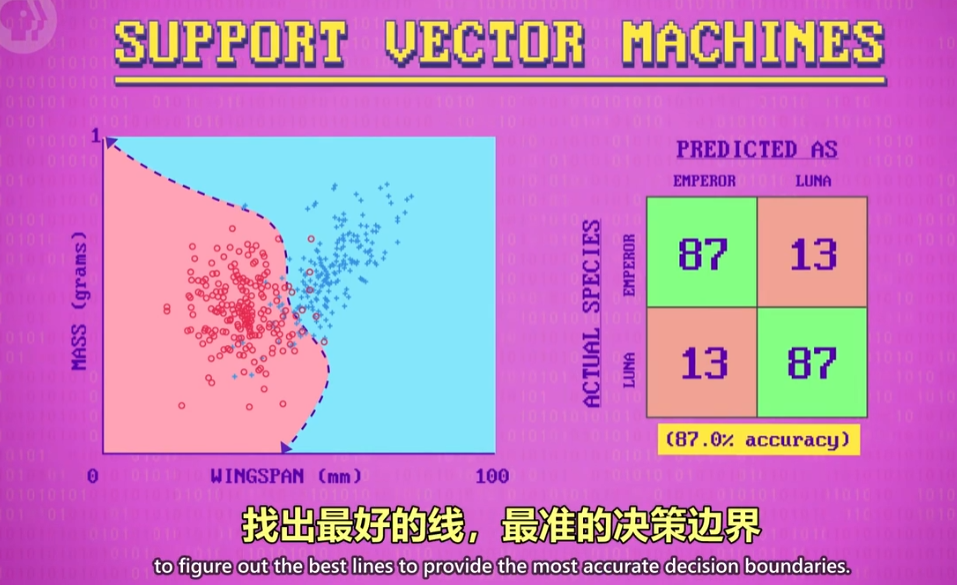 SUPPORT VECTOR MACHINES
1
MASS (grams)
0
WINGSPAN (mm)
100
PREDICTED AS
EMPEROR LUNA
ACTUAL SPECIES
EMPEROR
87 13
LUNA
13 87
(87.0% accuracy)
找出最好的线，最准的决策边界
to figure out the best lines to provide the most accurate decision boundaries.